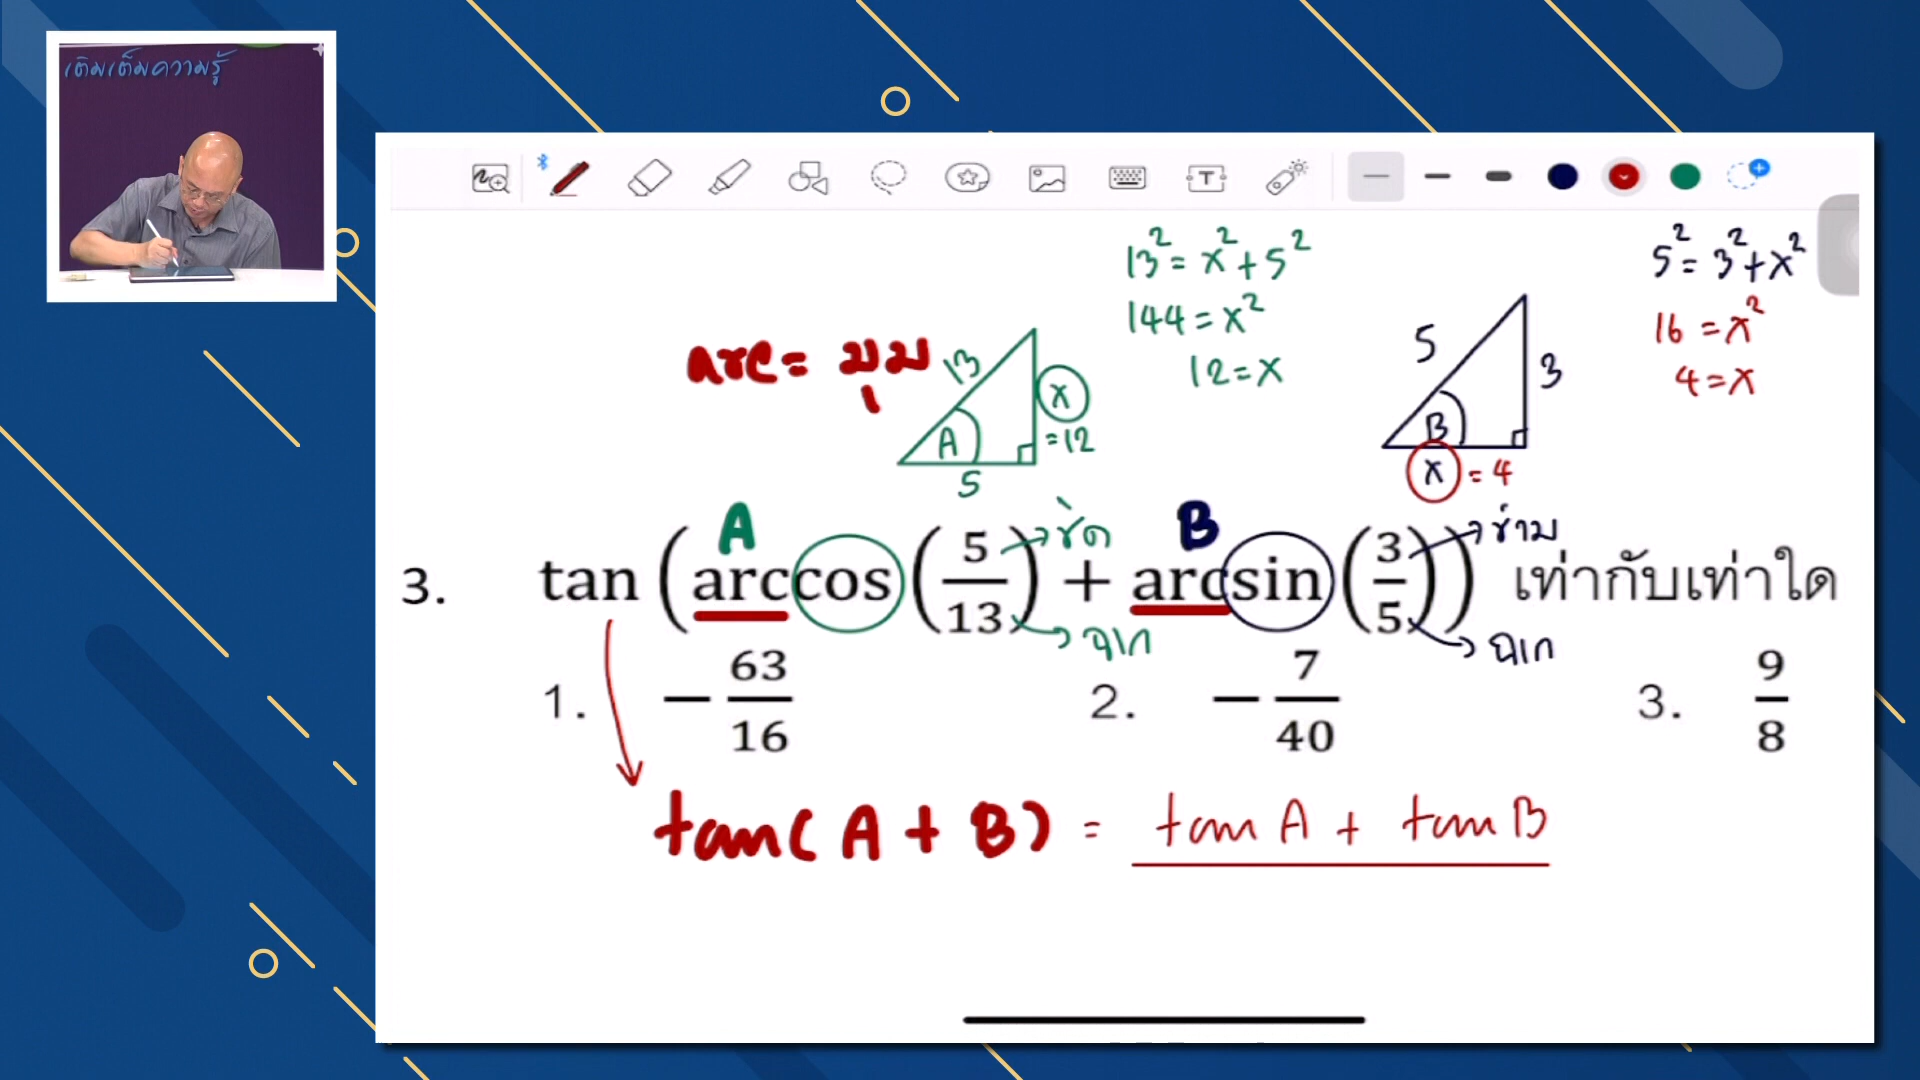 เติมเต็มความรู้
13² = x² + 5²
144 = x²
12 = x
5² = 3² + x²
16 = x²
4 = x
arc = มุม
13
x
= 12
A
5
5
3
B
x = 4
A
B
ชิด
ข้าม
3. tan (arccos (5/13) + arcsin (3/5)) เท่ากับเท่าใด
ฉาก
ฉาก
1. − 63/16
2. − 7/40
3. 9/8
tan( A + B ) = tan A + tan B